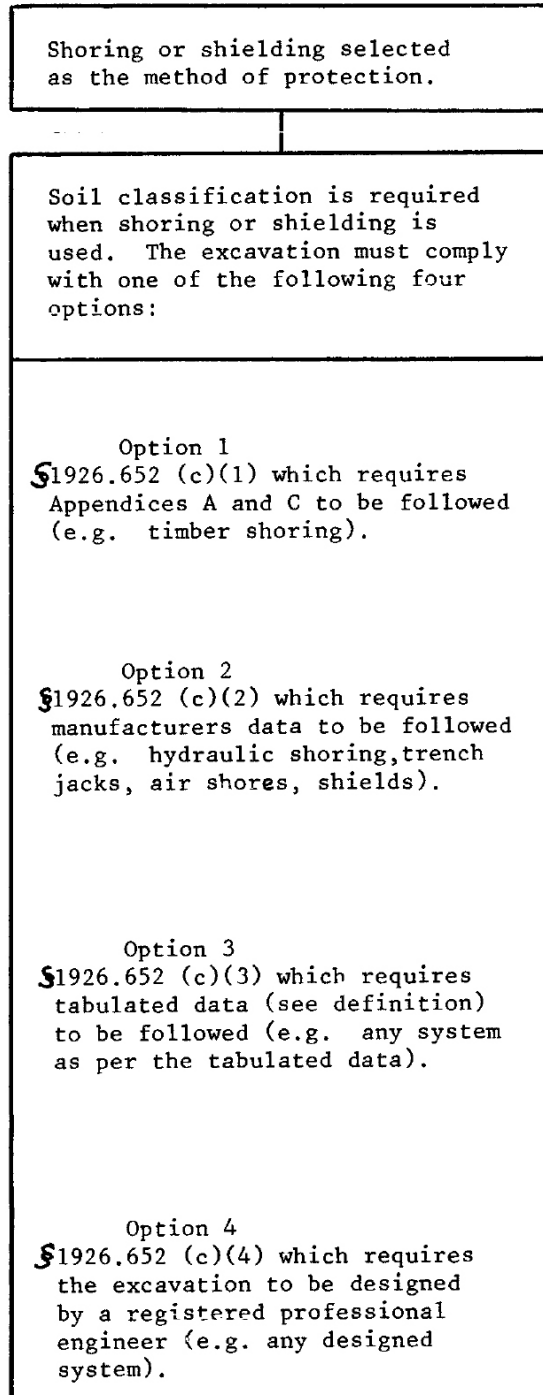 Shoring or shielding selected
as the method of protection.
Soil classification is required
when shoring or shielding is
used. The excavation must comply
with one of the following four
options:
Option 1
§1926.652 (c)(1) which requires
Appendices A and C to be followed
(e.g. timber shoring).
Option 2
§1926.652 (c)(2) which requires
manufacturers data to be followed
(e.g. hydraulic shoring,trench
jacks, air shores, shields).
Option 3
§1926.652 (c)(3) which requires
tabulated data (see definition)
to be followed (e.g. any system
as per the tabulated data).
Option 4
§1926.652 (c)(4) which requires
the excavation to be designed
by a registered professional
engineer (e.g. any designed
system).